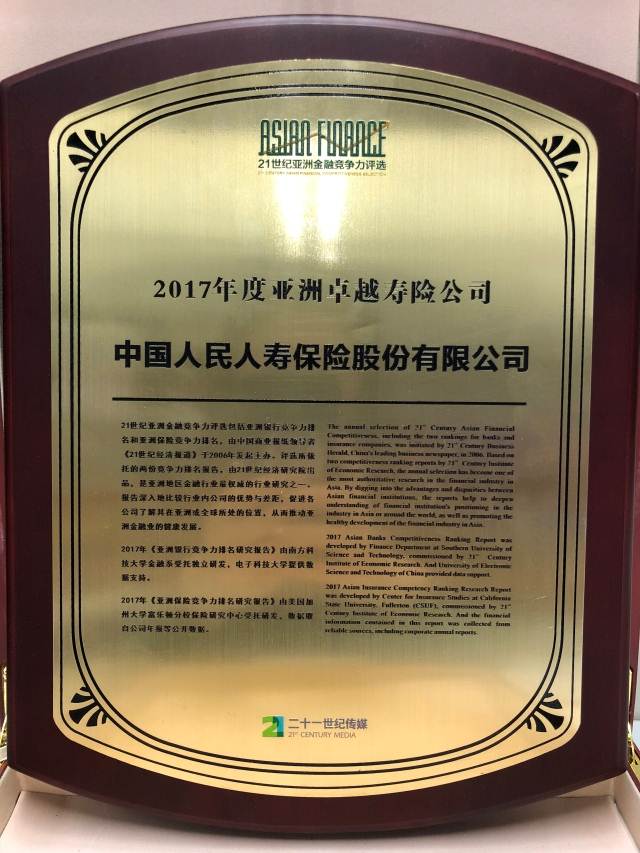 ASIAN FINANCE
21世纪亚洲金融竞争力评选
21ST CENTURY ASIAN FINANCIAL COMPETITIVENESS SELECTION
2017年度亚洲卓越寿险公司
中国人民人寿保险股份有限公司
21世纪亚洲金融竞争力评选包括亚洲银行竞争力排
名和亚洲保险竞争力排名，由中国商业报纸领导者
《21世纪经济报道》于2006年发起主办。评选所依
托的两份竞争力排名报告，由21世纪经济研究院出
品，是亚洲地区金融行业最权威的行业研究之一。
报告深入地比较行业内公司的优势与差距，促进各
公司了解其在亚洲或全球所处的位置，从而推动亚
洲金融业的健康发展。
2017年《亚洲银行竞争力排名研究报告》由南方科
技大学金融系受托独立研发，电子科技大学提供数
据支持。
2017年《亚洲保险竞争力排名研究报告》由美国加
州大学富乐顿分校保险研究中心受托研发，数据取
自公司年报等公开数据。
The annual selection of 21st Century Asian Financial
Competitiveness, including the two rankings for banks and
insurance companies, was initiated by 21st Century Business
Herald, China's leading business newspaper, in 2006. Based on
two competitiveness ranking reports by 21st Century Institute
of Economic Research, the annual selection has become one of
the most authoritative research in the financial industry in
Asia. By digging into the advantages and disparities between
Asian financial institutions, the reports help to deepen
understanding of financial institution's positioning in the
industry in Asia or around the world, as well as promoting the
healthy development of the financial industry in Asia.
2017 Asian Banks Competitiveness Ranking Report was
developed by Finance Department at Southern University of
Science and Technology, commissioned by 21st Century
Institute of Economic Research. And University of Electronic
Science and Technology of China provided data support.
2017 Asian Insurance Competency Ranking Research Report
was developed by Center for Insurance Studies at California
State University, Fullerton (CSUF), commissioned by 21st
Century Institute of Economic Research. And the financial
information contained in this report was collected from
reliable sources, including corporate annual reports.
21
二十一世纪传媒
21st CENTURY MEDIA